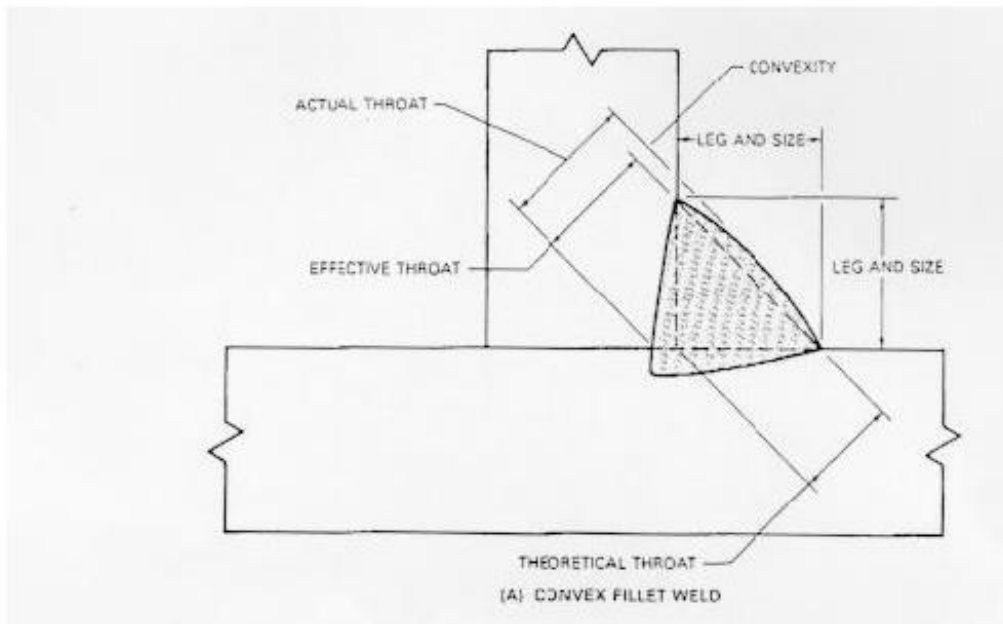 CONVEXITY
ACTUAL THROAT
LEG AND SIZE
EFFECTIVE THROAT
LEG AND SIZE
THEORETICAL THROAT
(A) CONVEX FILLET WELD